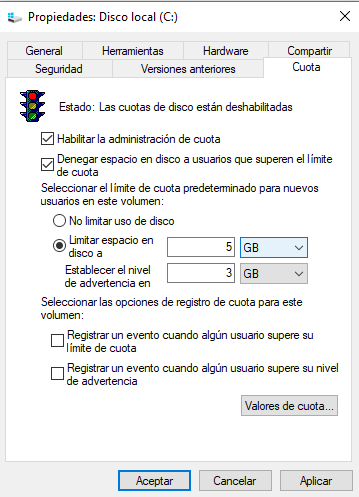 Propiedades: Disco local (C:)
General Herramientas Hardware Compartir
Seguridad Versiones anteriores Cuota
Estado: Las cuotas de disco están deshabilitadas
Habilitar la administración de cuota
Denegar espacio en disco a usuarios que superen el límite
de cuota
Seleccionar el límite de cuota predeterminado para nuevos
usuarios en este volumen:
No limitar uso de disco
Limitar espacio en
disco a
5 GB
Establecer el nivel
de advertencia en
3 GB
Seleccionar las opciones de registro de cuota para este
volumen:
Registrar un evento cuando algún usuario supere su
límite de cuota
Registrar un evento cuando algún usuario supere su nivel
de advertencia
Valores de cuota...
Aceptar Cancelar Aplicar